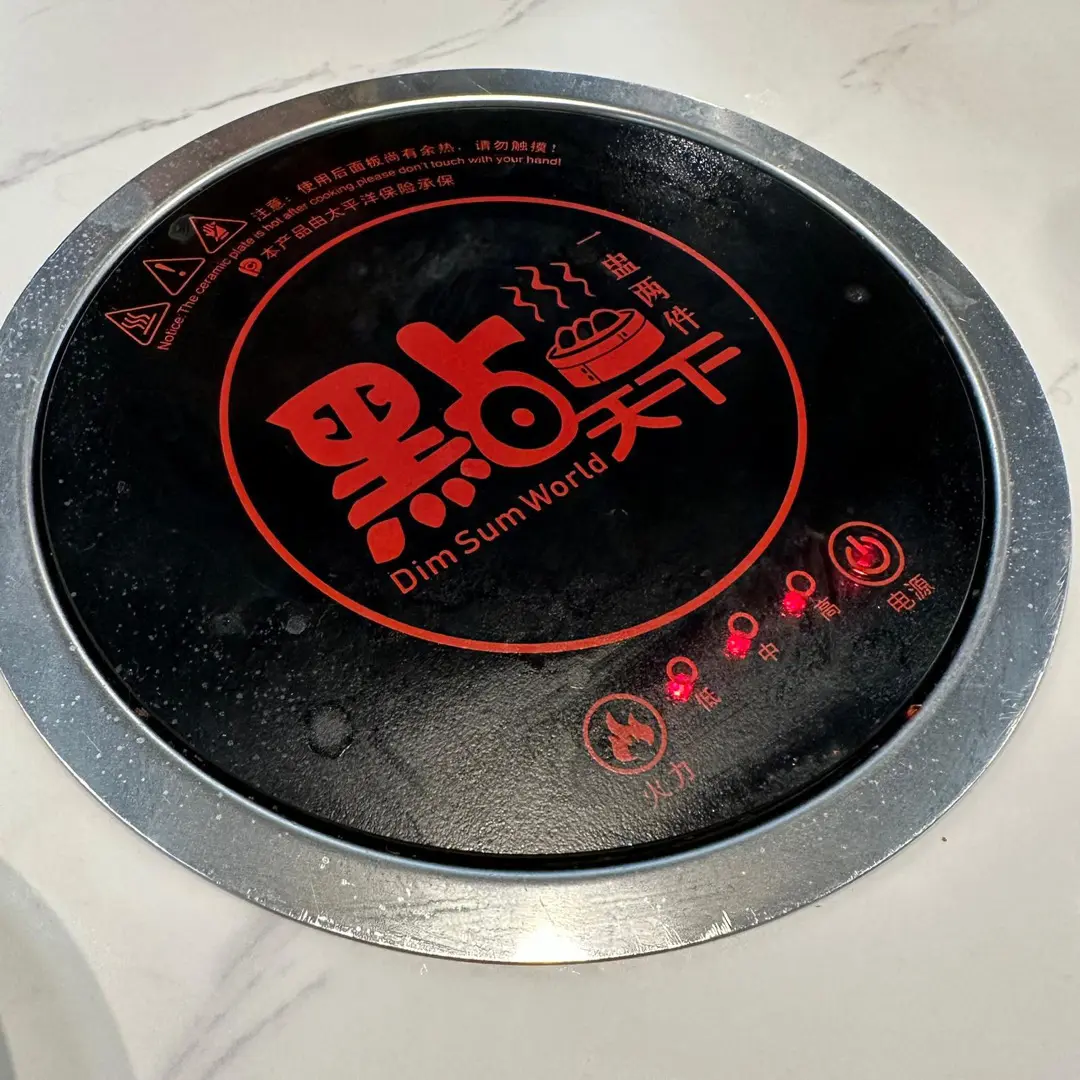 注意：使用后面板尚有余热，请勿触摸！
Notice:The ceramic plate is hot after cooking,please don't touch with your hand!
本产品由太平洋保险承保
一盅两件
點天下
Dim Sum World
电源
高
中
低
火力